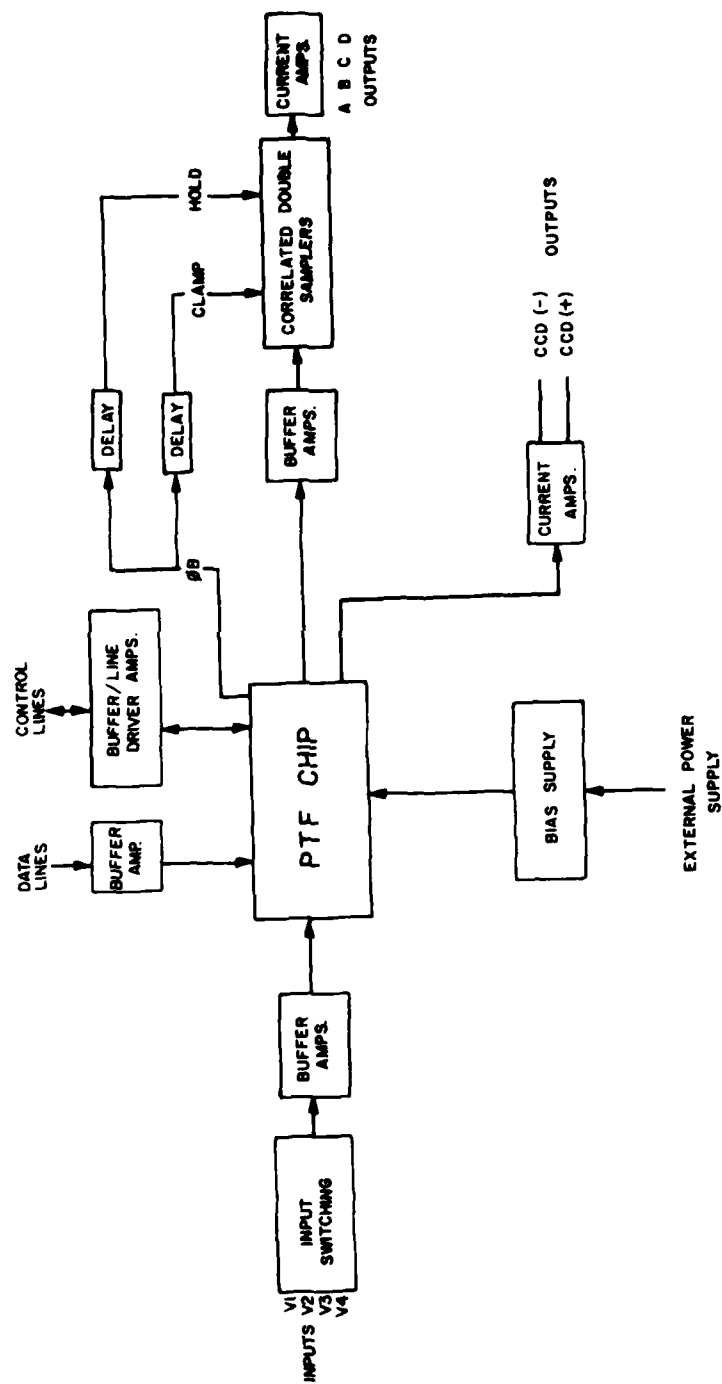 INPUTS
V1
V2
V3
V4
INPUT
SWITCHING
BUFFER
AMPS.
DATA
LINES
BUFFER
AMP.
CONTROL
LINES
BUFFER/LINE
DRIVER AMPS.
PTF CHIP
BIAS SUPPLY
EXTERNAL POWER
SUPPLY
ØB
DELAY
DELAY
CLAMP
HOLD
BUFFER
AMPS.
CORRELATED DOUBLE
SAMPLERS
CURRENT
AMPS.
A B C D
OUTPUTS
CURRENT
AMPS.
CCD (-)
CCD (+)
OUTPUTS